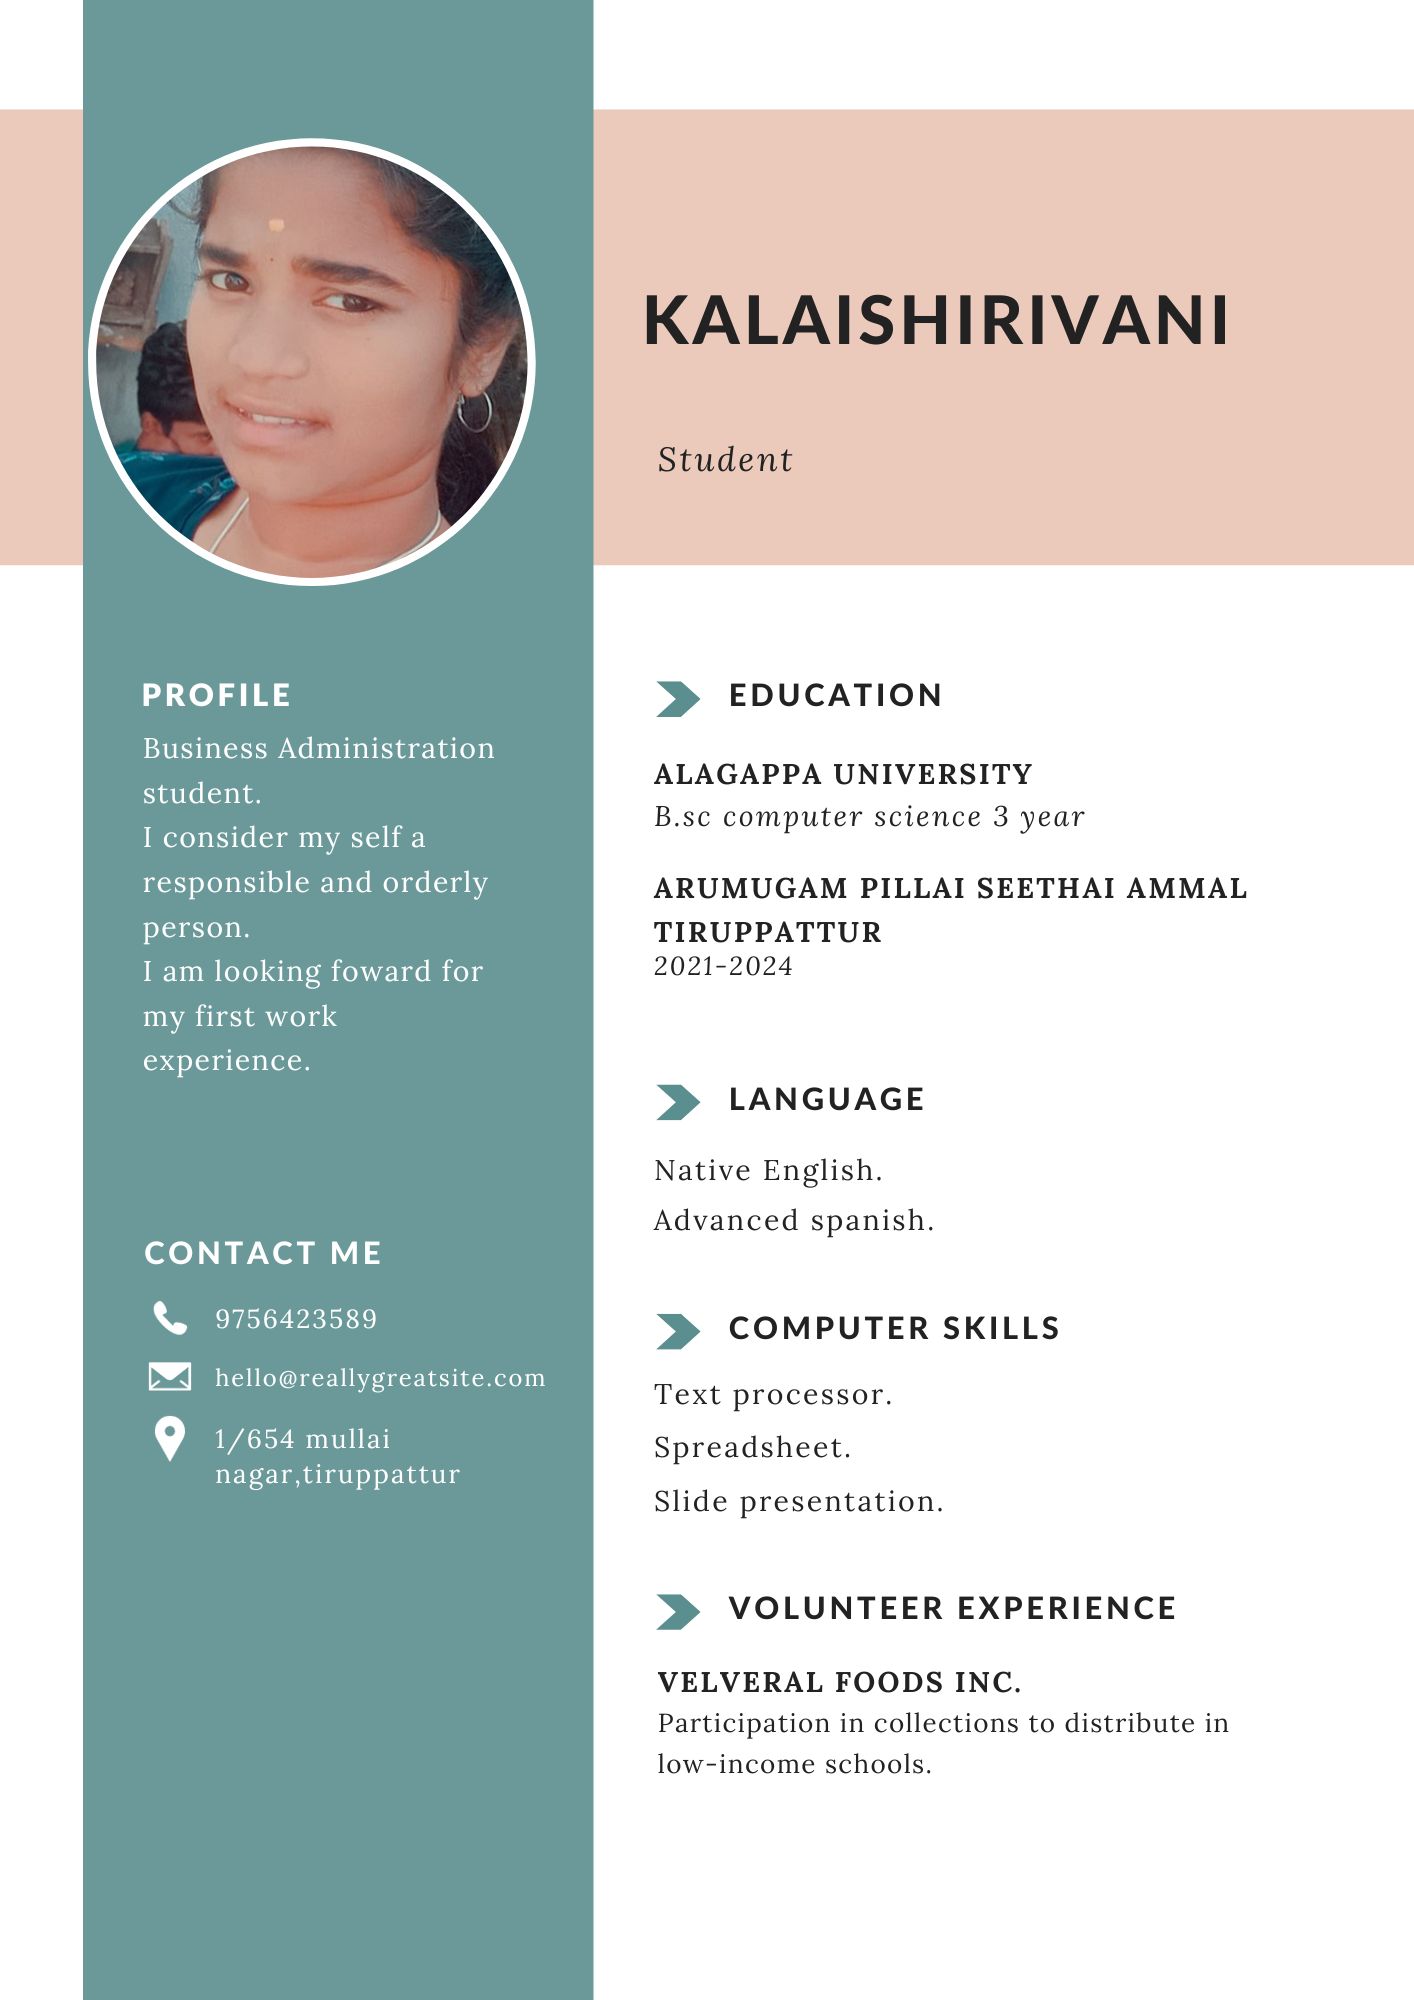 KALAISHIRIVANI
Student
PROFILE
Business Administration
student.
I consider my self a
responsible and orderly
person.
I am looking foward for
my first work
experience.
CONTACT ME
9756423589
hello@reallygreatsite.com
1/654 mullai
nagar,tiruppattur
EDUCATION
ALAGAPPA UNIVERSITY
B.sc computer science 3 year
ARUMUGAM PILLAI SEETHAI AMMAL
TIRUPPATTUR
2021-2024
LANGUAGE
Native English.
Advanced spanish.
COMPUTER SKILLS
Text processor.
Spreadsheet.
Slide presentation.
VOLUNTEER EXPERIENCE
VELVERAL FOODS INC.
Participation in collections to distribute in
low-income schools.